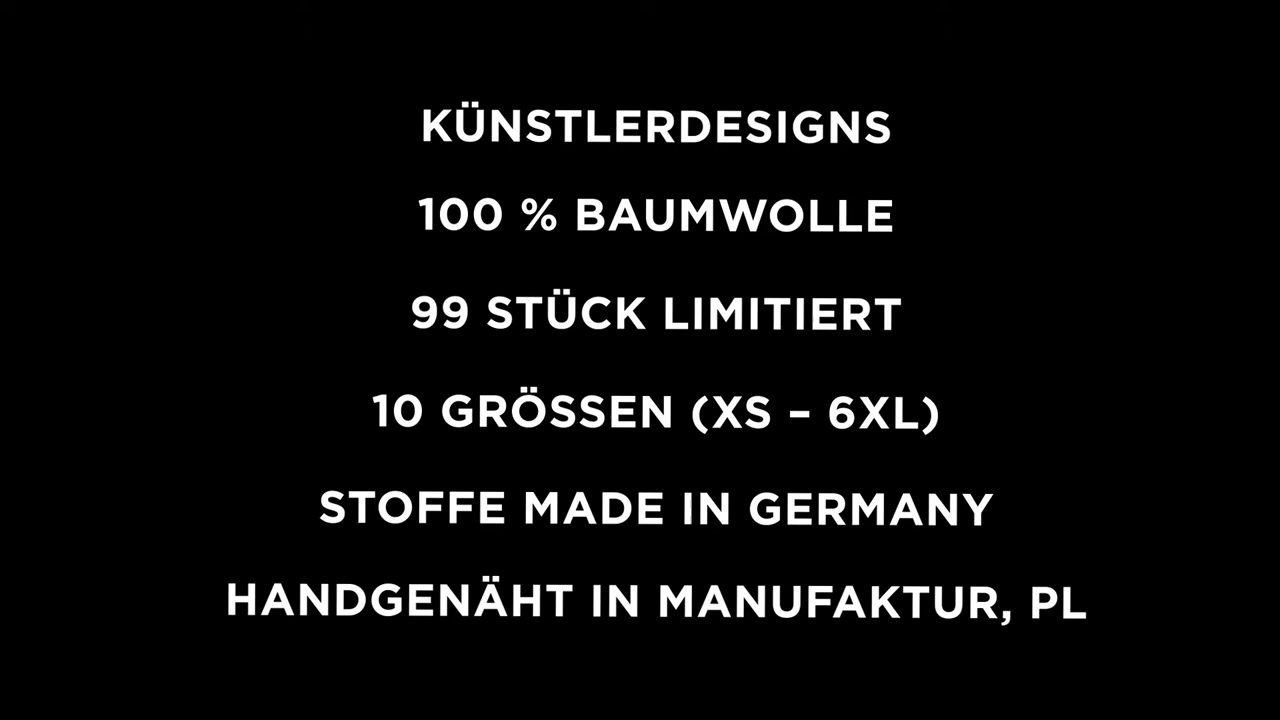 KÜNSTLERDESIGNS
100 % BAUMWOLLE
99 STÜCK LIMITIERT
10 GRÖSSEN (XS – 6XL)
STOFFE MADE IN GERMANY
HANDGENÄHT IN MANUFAKTUR, PL